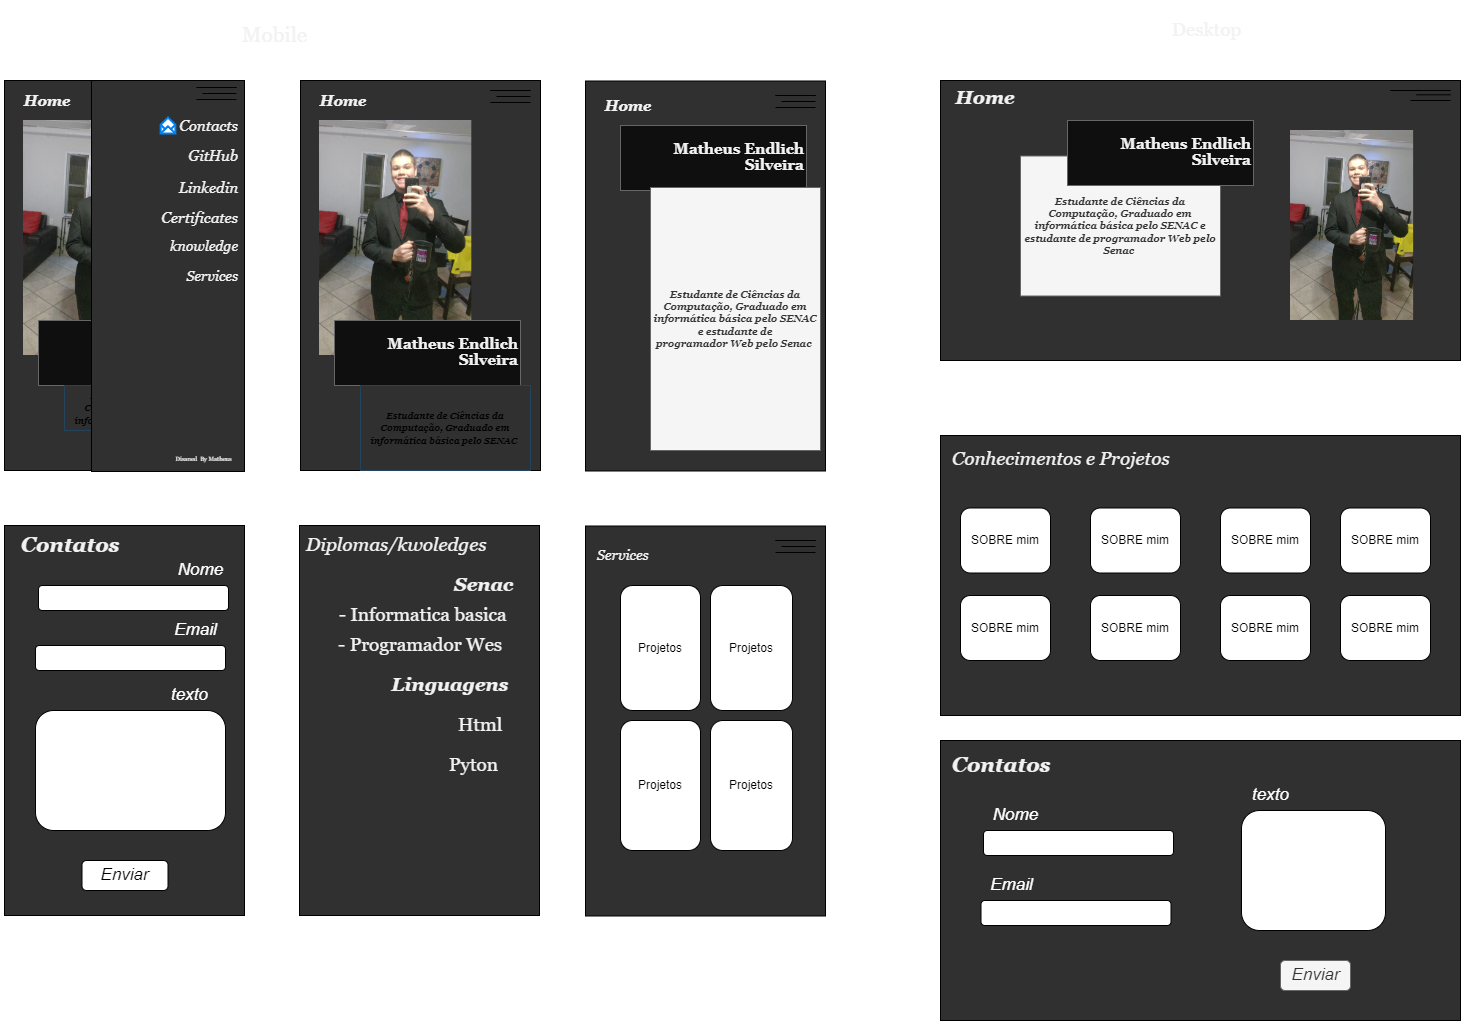 Mobile
Desktop
Home
Contacts
GitHub
Linkedin
Certificates
knowledge
Services
C
info
By Matheus
Home
Matheus Endlich
Silveira
Estudante de Ciências da
Computação, Graduado em
informática básica pelo SENAC
Home
Matheus Endlich
Silveira
Estudante de Ciências da
Computação, Graduado em
informática básica pelo SENAC
e estudante de
programador Web pelo Senac
Home
Matheus Endlich
Silveira
Estudante de Ciências da
Computação, Graduado em
informática básica pelo SENAC e
estudante de programador Web pelo
Senac
Contatos
Nome
Email
texto
Enviar
Diplomas/kwoledges
Senac
- Informatica basica
- Programador Wes
Linguagens
Html
Pyton
Services
Projetos Projetos
Projetos Projetos
Conhecimentos e Projetos
SOBRE mim SOBRE mim SOBRE mim SOBRE mim
SOBRE mim SOBRE mim SOBRE mim SOBRE mim
Contatos
Nome
Email
texto
Enviar